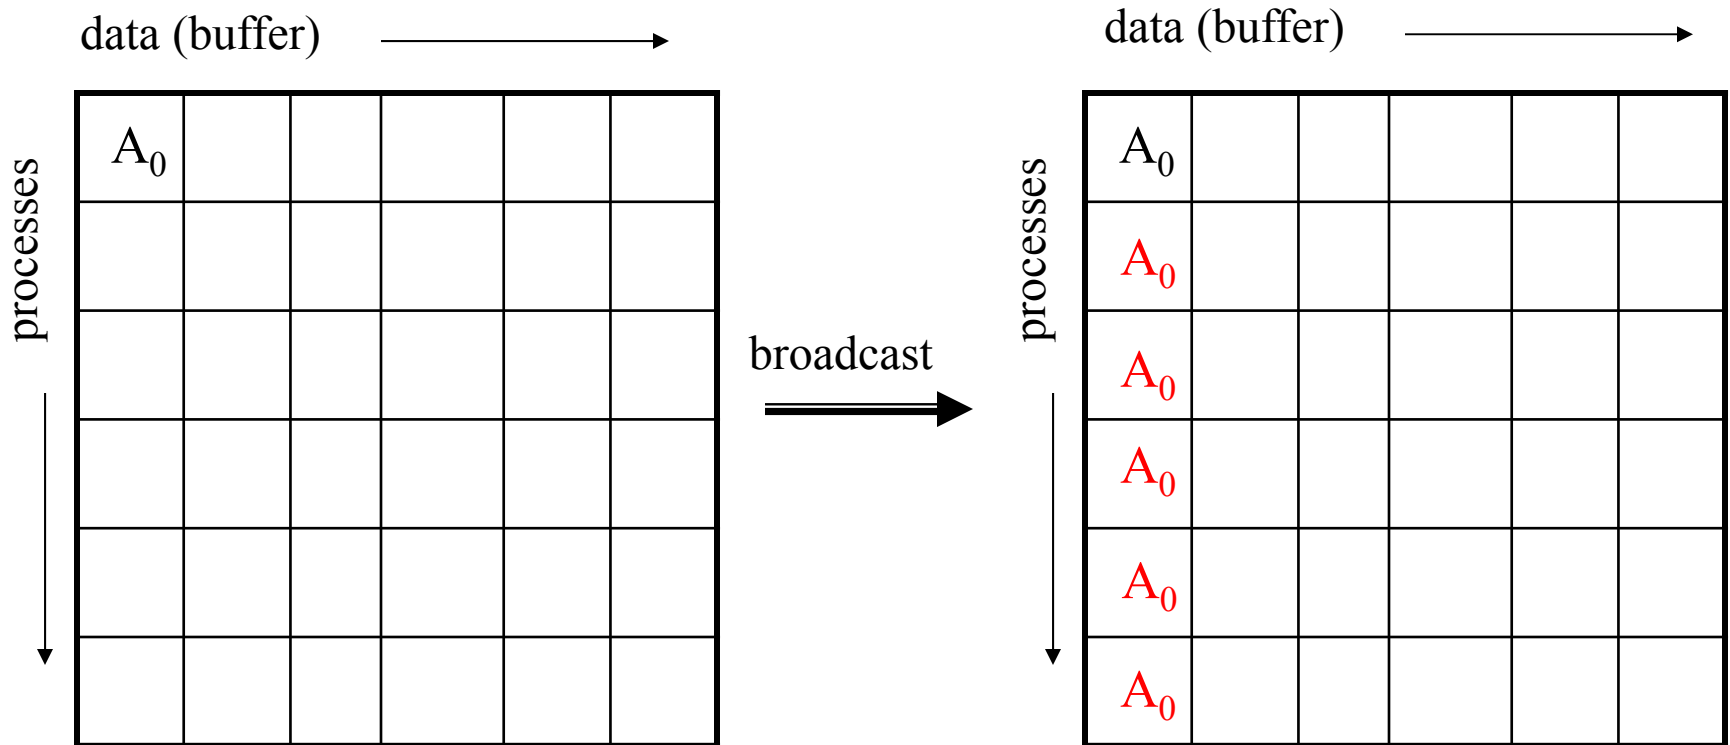 data (buffer)
processes
A₀
broadcast
data (buffer)
processes
A₀
A₀
A₀
A₀
A₀
A₀